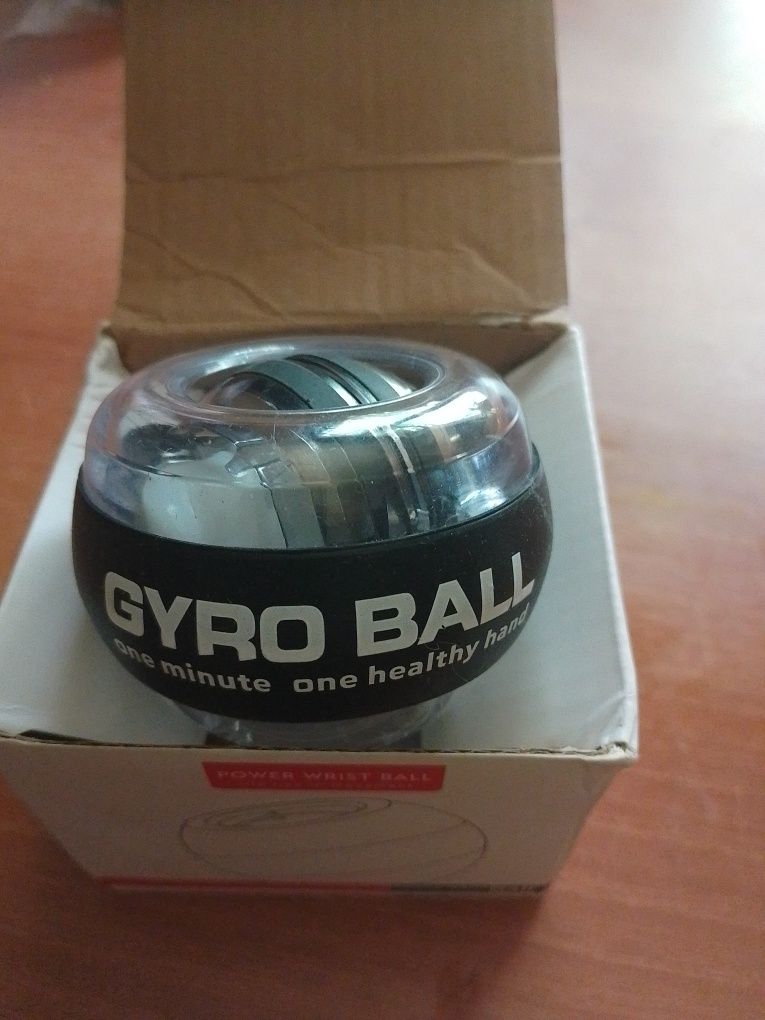 GYRO BALL
one minute one healthy hand
POWER WRIST BALL